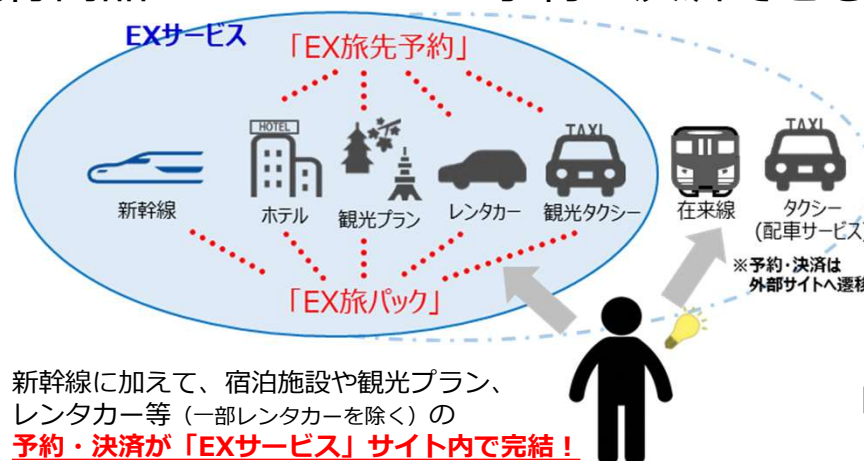 EXサービス
「EX旅先予約」
HOTEL
TAXI
TAXI
新幹線
ホテル
観光プラン
レンタカー
観光タクシー
在来線
タクシー
(配車サービス)
※予約・決済は
外部サイトへ遷移
「EX旅パック」
新幹線に加えて、宿泊施設や観光プラン、
レンタカー等（一部レンタカーを除く）の
予約・決済が「EXサービス」サイト内で完結！